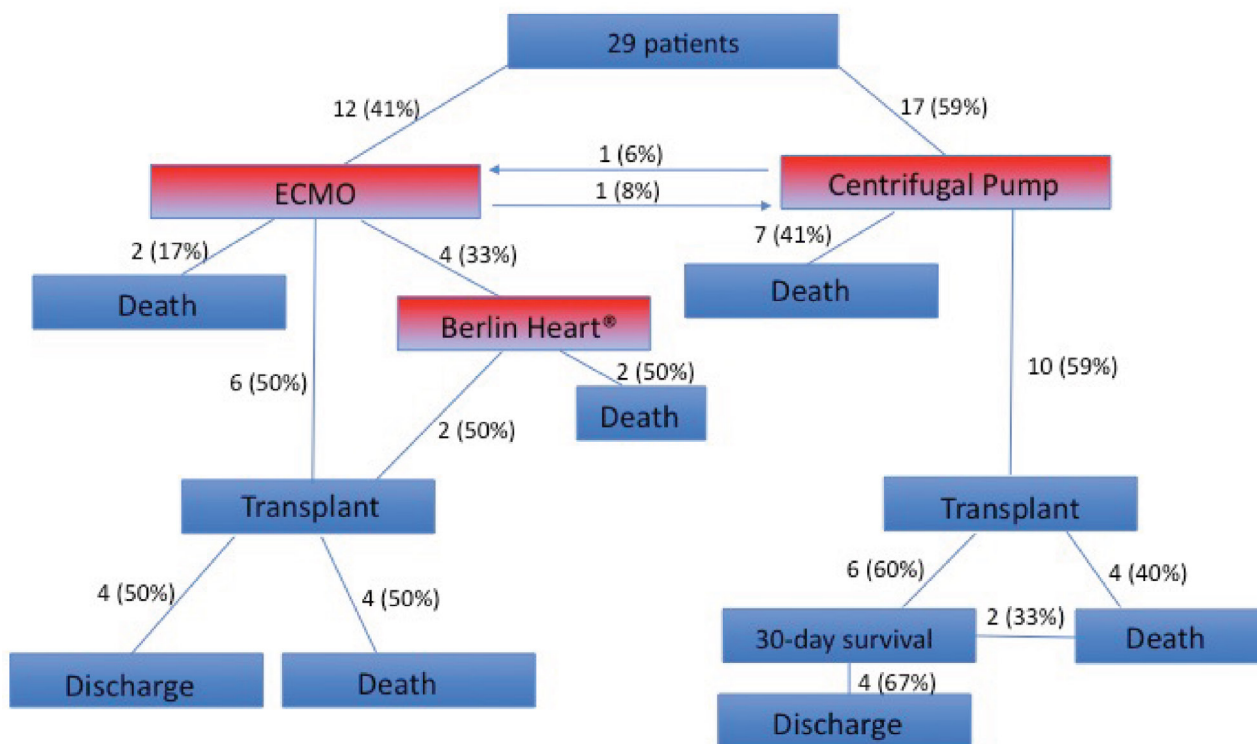 29 patients
12 (41%)
17 (59%)
1 (6%)
ECMO
Centrifugal Pump
1 (8%)
2 (17%)
4 (33%)
7 (41%)
Death
Death
Berlin Heart®
6 (50%)
2 (50%)
10 (59%)
Death
2 (50%)
Transplant
Transplant
4 (50%)
4 (50%)
6 (60%)
4 (40%)
2 (33%)
30-day survival
Death
Discharge
Death
4 (67%)
Discharge